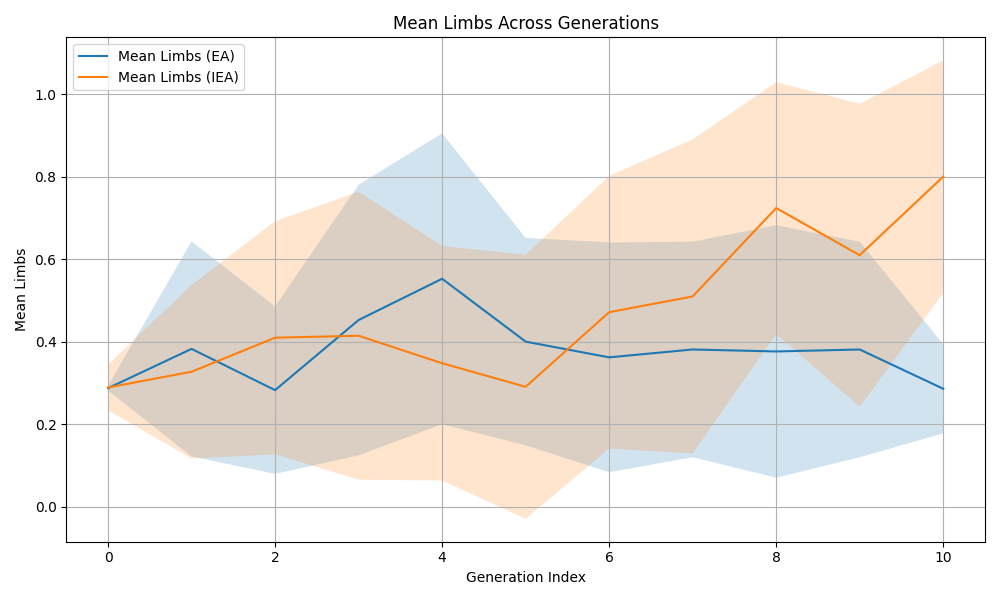 Mean Limbs Across Generations
Mean Limbs (EA)
Mean Limbs (IEA)
Mean Limbs
1.0
0.8
0.6
0.4
0.2
0.0
0 2 4 6 8 10
Generation Index